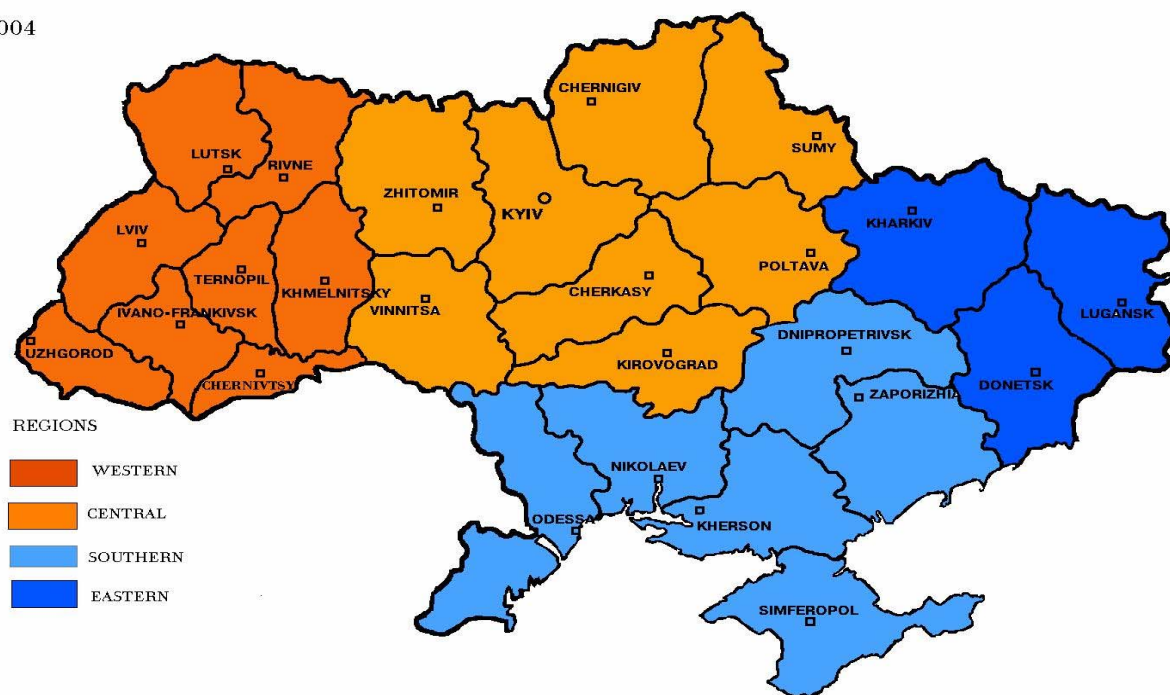 004
CHERNIGIV
SUMY
LUTSK
RIVNE
ZHITOMIR
KYIV
KHARKIV
LVIV
TERNOPIL
POLTAVA
KHMELNITSKY
CHERKASY
IVANO-FRANKIVSK
VINNITSA
LUGANSK
DNIPROPETRIVSK
UZHGOROD
KIROVOGRAD
CHERNIVTSY
DONETSK
ZAPORIZHIA
REGIONS
WESTERN
NIKOLAEV
CENTRAL
ODESSA
KHERSON
SOUTHERN
EASTERN
SIMFEROPOL